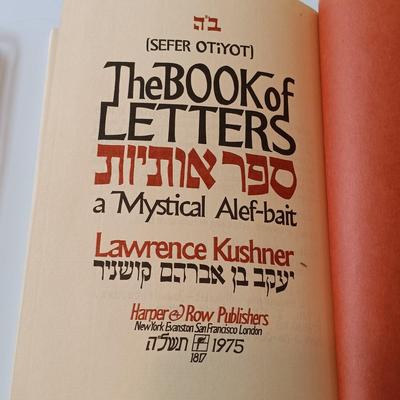 ב״ה
(SEFER OTiYOT)
The BOOK of
LETTERS
ספר אותיות
a Mystical Alef-bait
Lawrence Kushner
יעקב בן אברהם קושניר
Harper & Row Publishers
New York Evanston San Francisco London
תשל״ה 1975
1817